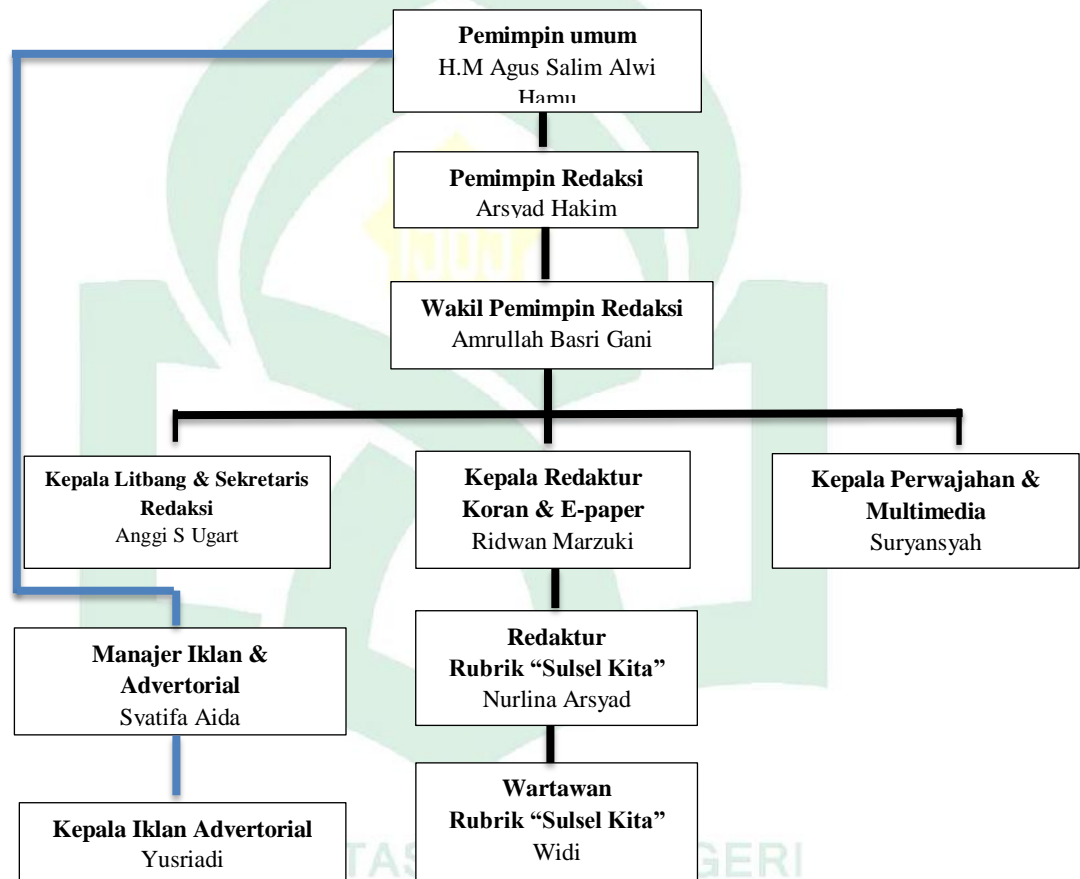 Pemimpin umum
H.M Agus Salim Alwi
Hamu
Pemimpin Redaksi
Arsyad Hakim
Wakil Pemimpin Redaksi
Amrullah Basri Gani
Kepala Litbang & Sekretaris
Redaksi
Anggi S Ugart
Kepala Redaktur
Koran & E-paper
Ridwan Marzuki
Kepala Perwajahan &
Multimedia
Suryansyah
Manajer Iklan &
Advertorial
Syatifa Aida
Redaktur
Rubrik “Sulsel Kita”
Nurlina Arsyad
Kepala Iklan Advertorial
Yusriadi
Wartawan
Rubrik “Sulsel Kita”
Widi